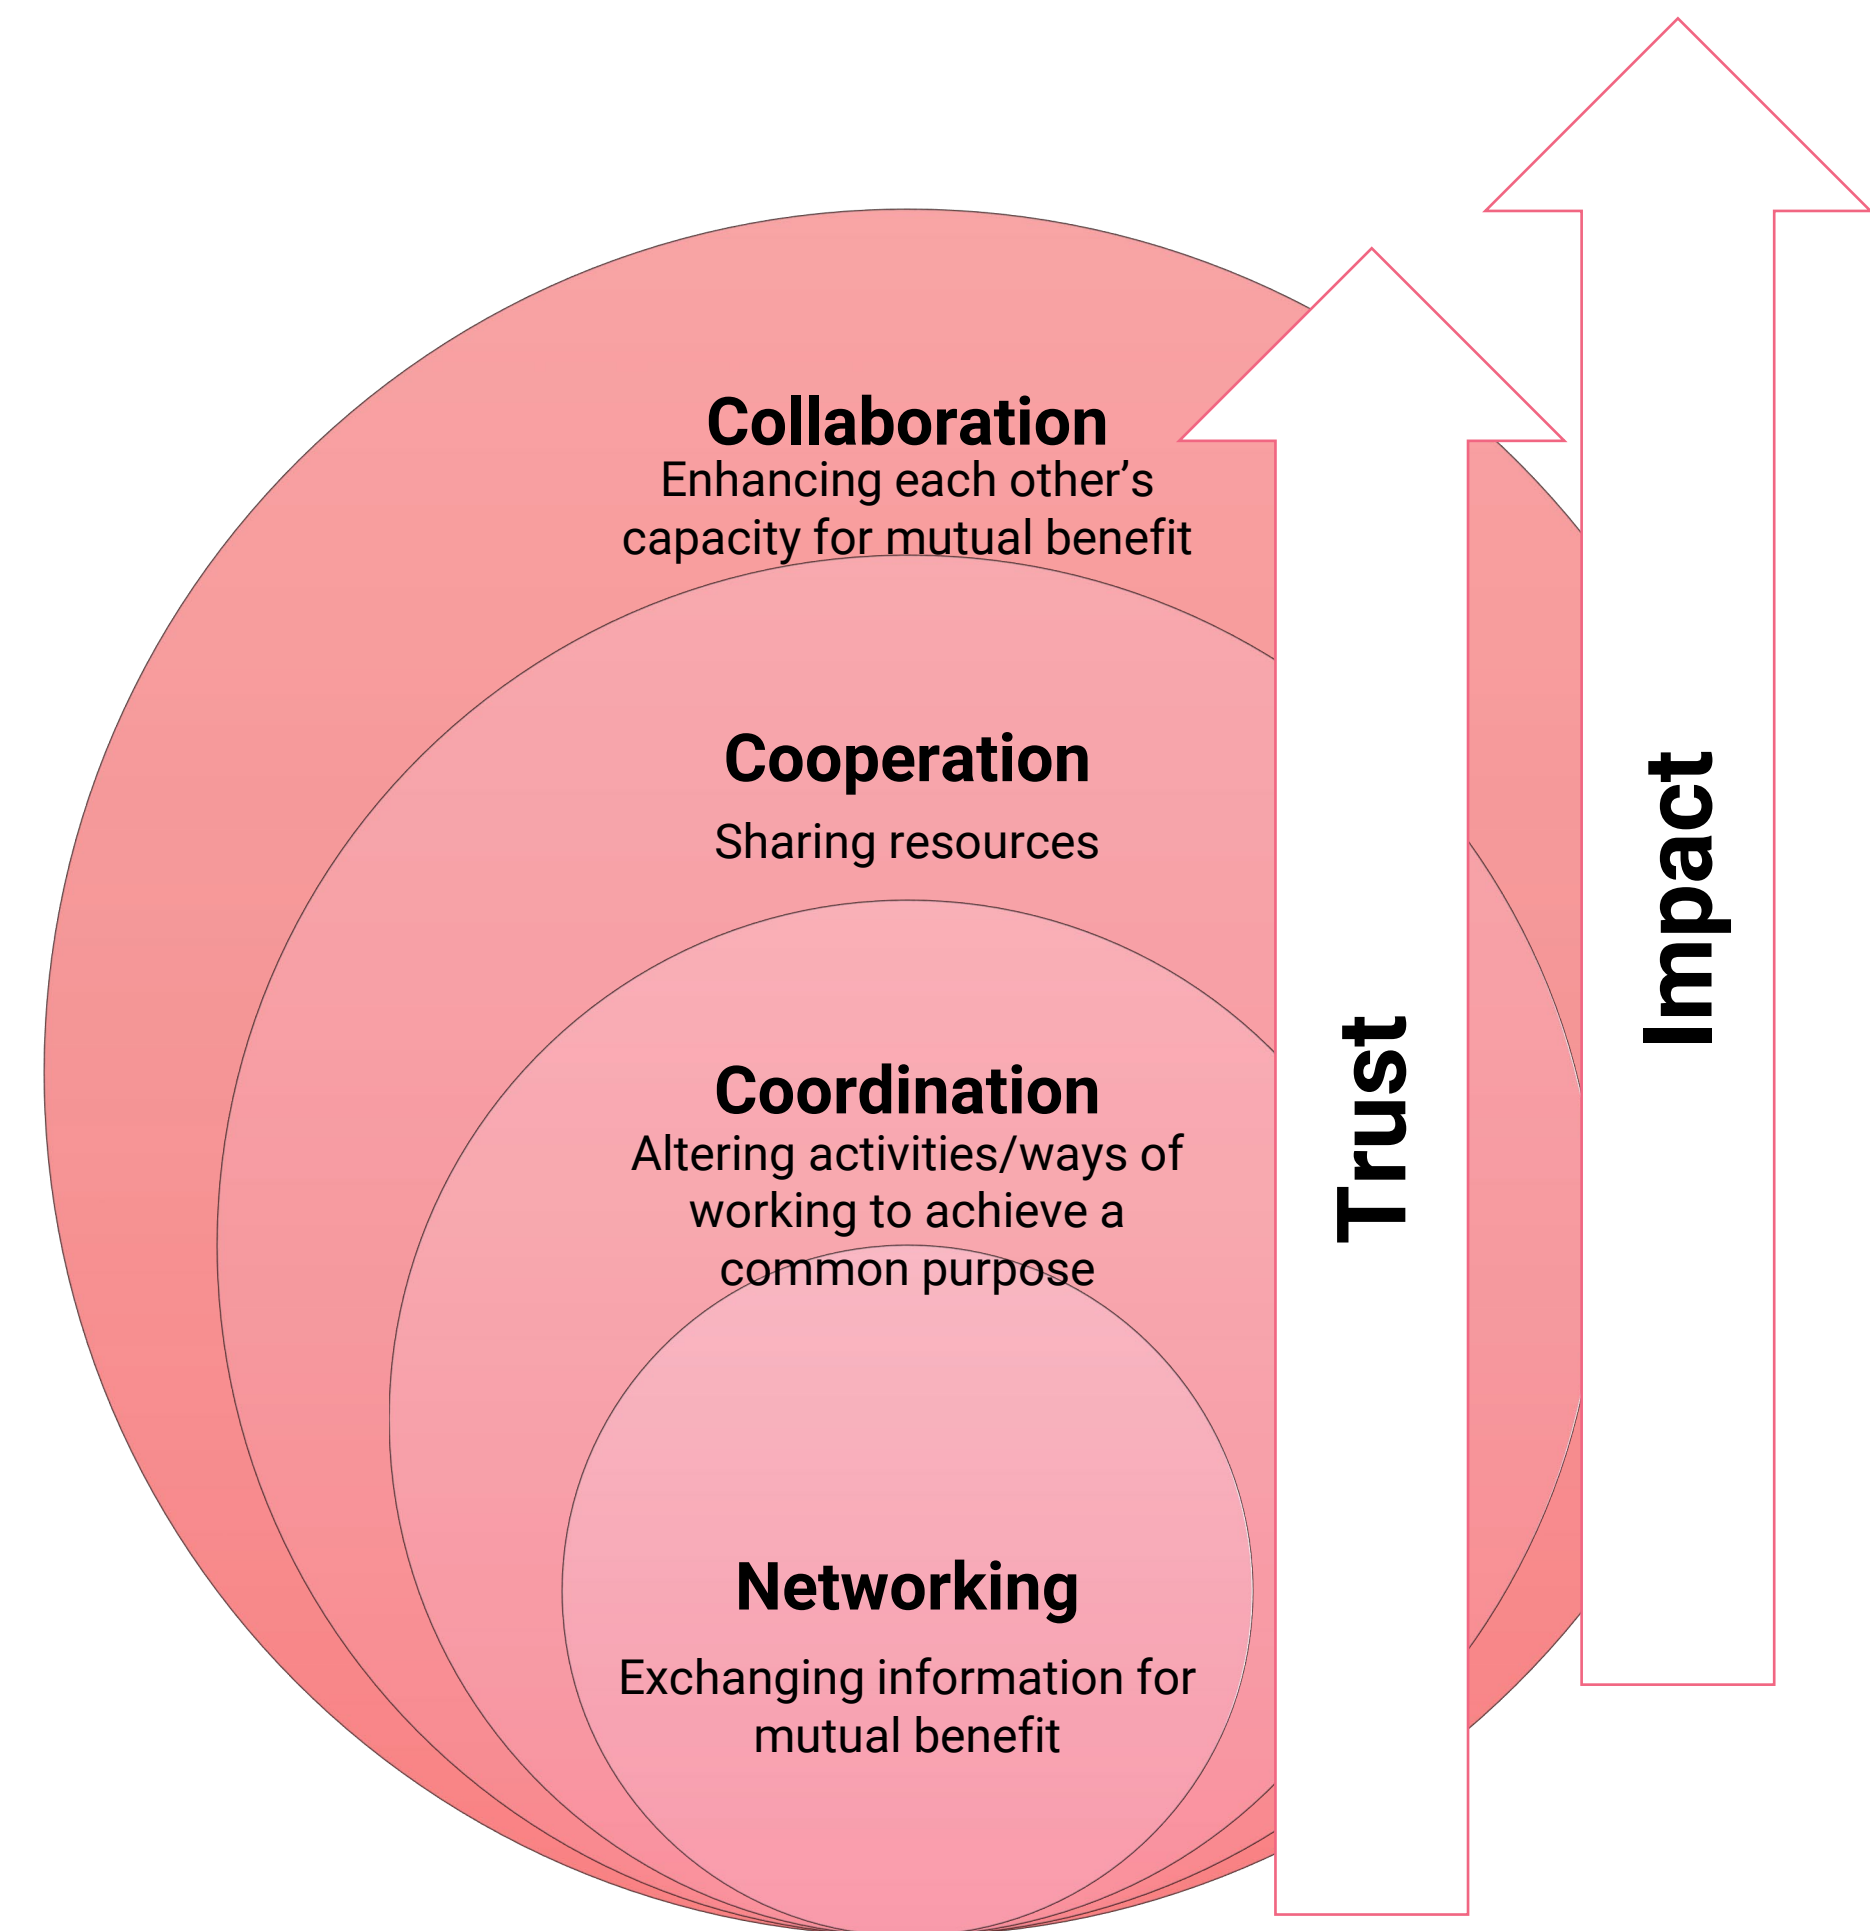 Collaboration
Enhancing each other’s
capacity for mutual benefit
Cooperation
Sharing resources
Coordination
Altering activities/ways of
working to achieve a
common purpose
Networking
Exchanging information for
mutual benefit
Trust
Impact